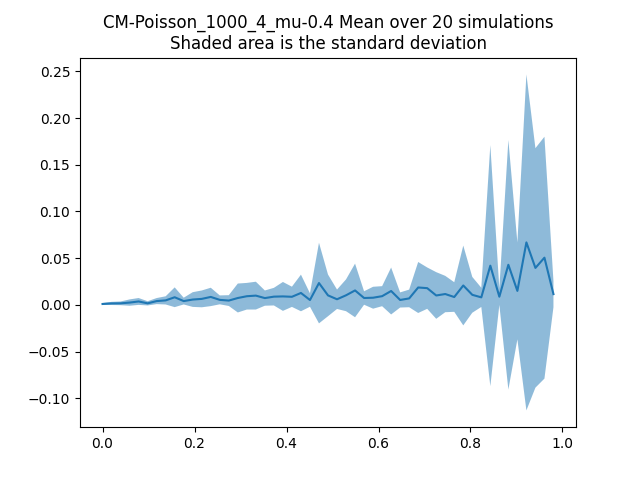 CM-Poisson_1000_4_mu-0.4 Mean over 20 simulations
Shaded area is the standard deviation
0.25
0.20
0.15
0.10
0.05
0.00
−0.05
−0.10
0.0 0.2 0.4 0.6 0.8 1.0